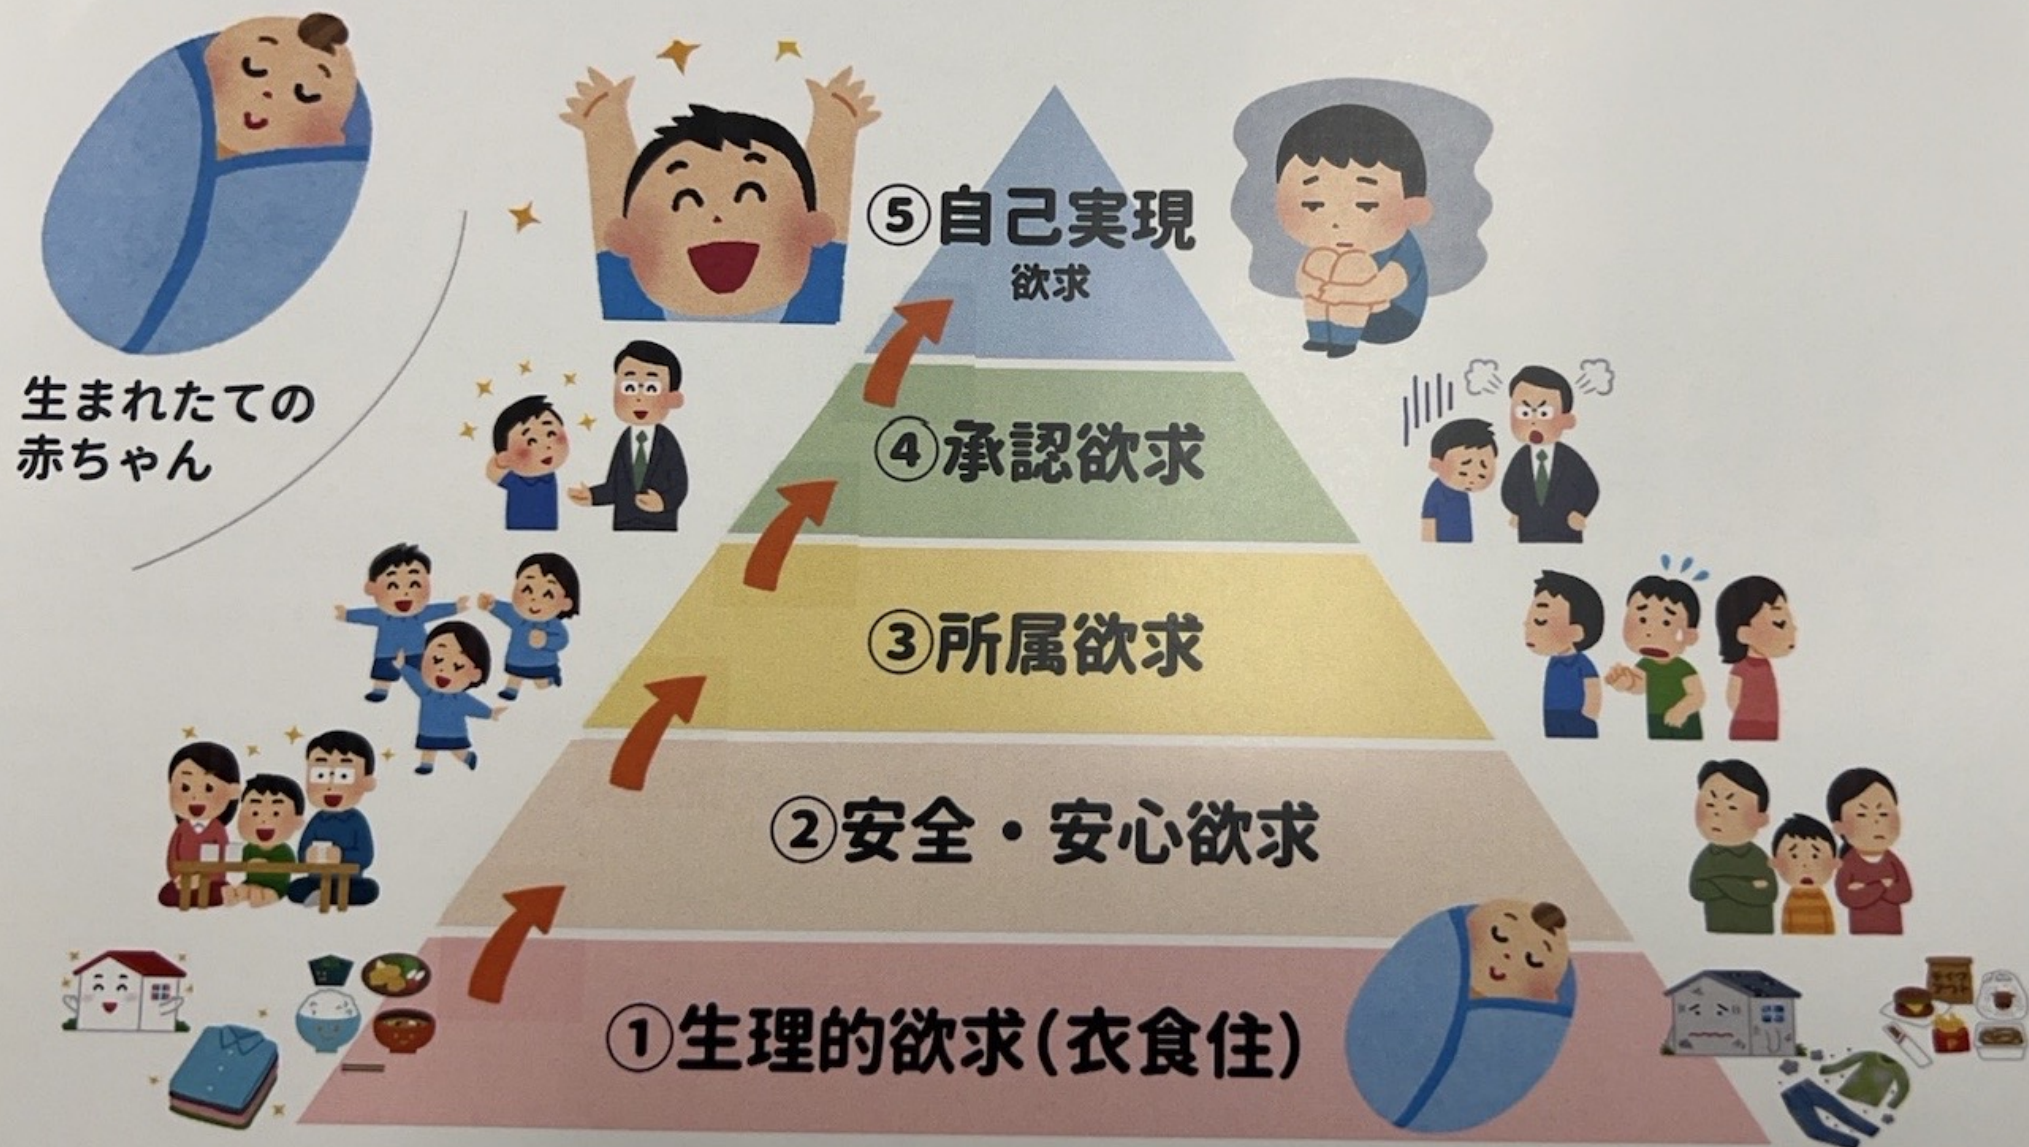 生まれたての
赤ちゃん
⑤自己実現
欲求
④承認欲求
③所属欲求
②安全・安心欲求
①生理的欲求(衣食住)